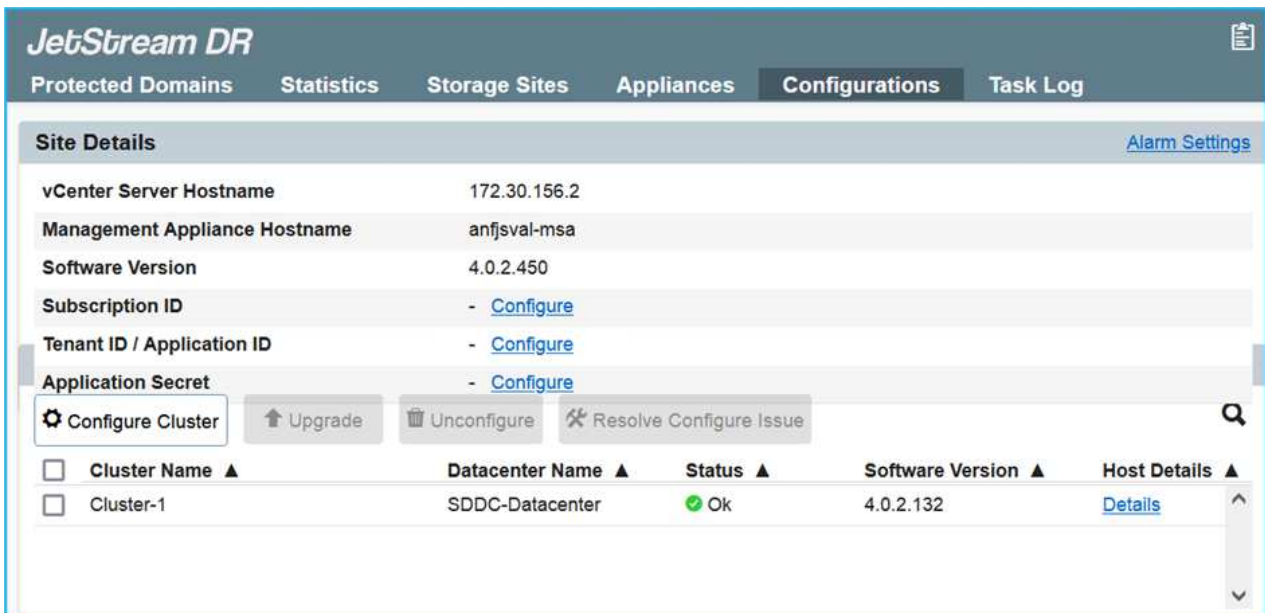 JetStream DR
Protected Domains Statistics Storage Sites Appliances Configurations Task Log
Site Details Alarm Settings
vCenter Server Hostname 172.30.156.2
Management Appliance Hostname anfjsval-msa
Software Version 4.0.2.450
Subscription ID - Configure
Tenant ID / Application ID - Configure
Application Secret - Configure
Configure Cluster Upgrade Unconfigure Resolve Configure Issue
Cluster Name ▲ Datacenter Name ▲ Status ▲ Software Version ▲ Host Details ▲
Cluster-1 SDDC-Datacenter Ok 4.0.2.132 Details